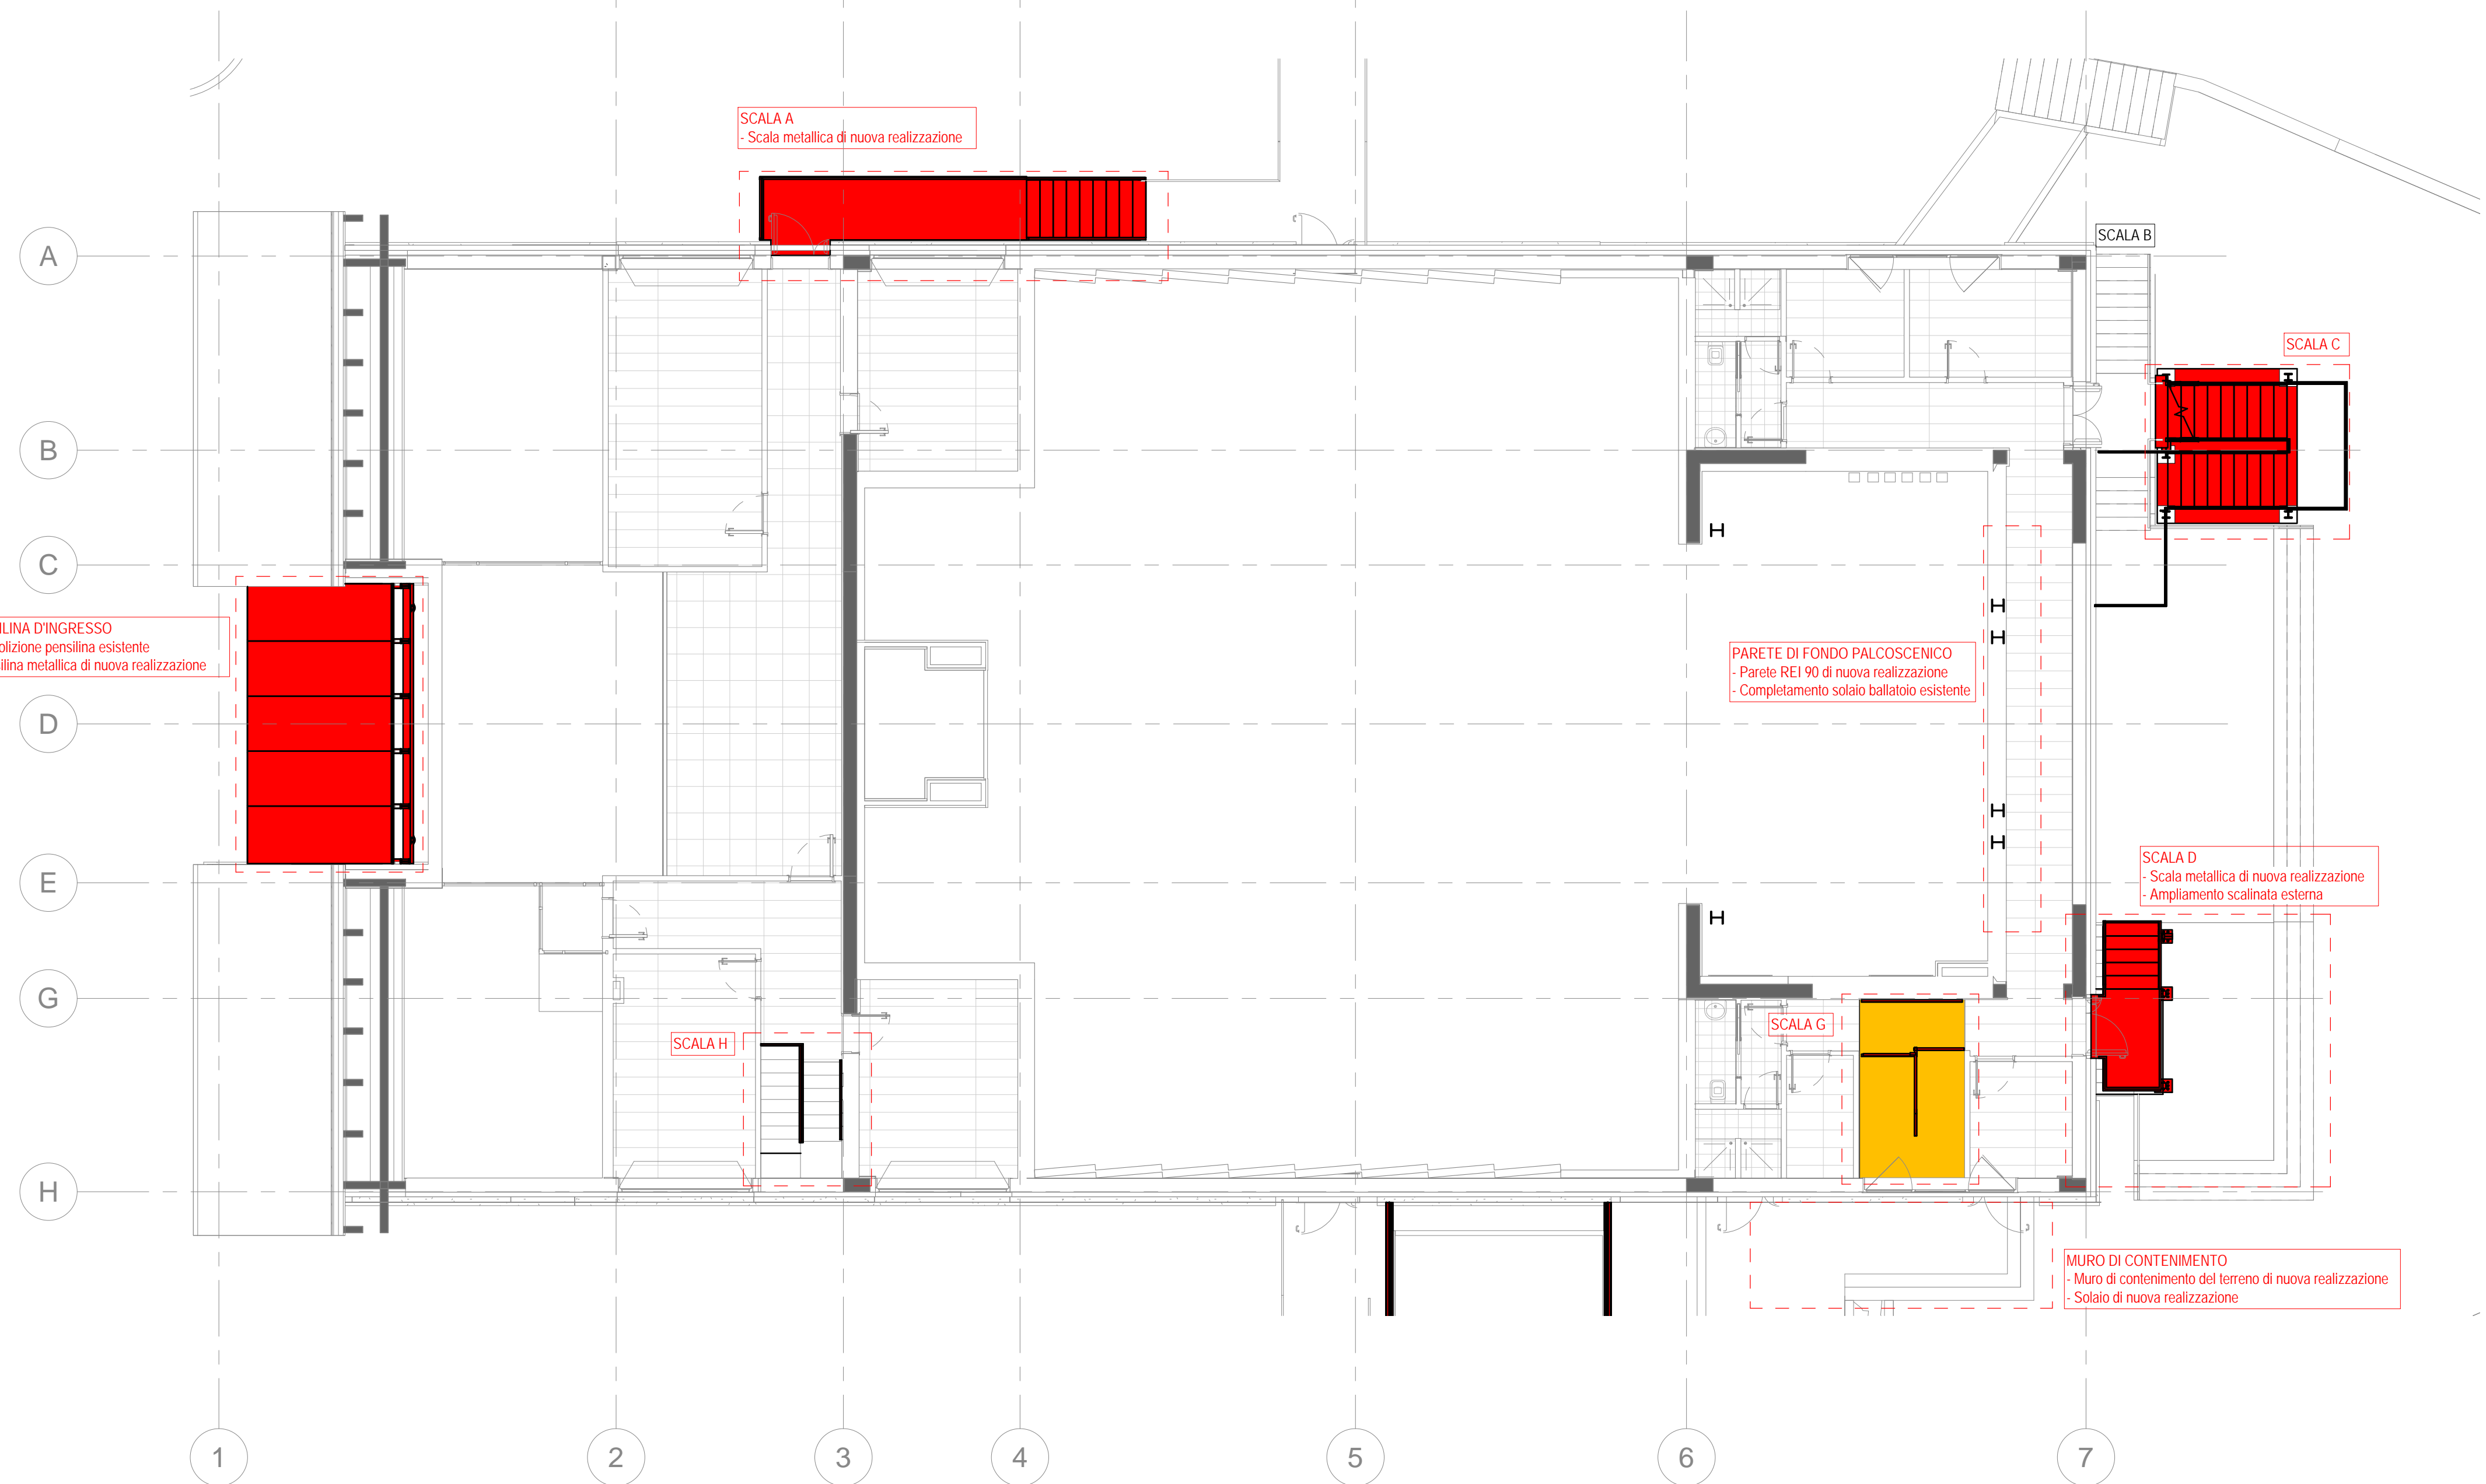 SCALA A
- Scala metallica di nuova realizzazione
A
SCALA B
SCALA C
B
C
ILINA D'INGRESSO
olizione pensilina esistente
silina metallica di nuova realizzazione
PARETE DI FONDO PALCOSCENICO
- Parete REI 90 di nuova realizzazione
- Completamento solaio ballatoio esistente
D
E
SCALA D
- Scala metallica di nuova realizzazione
- Ampliamento scalinata esterna
G
SCALA H
SCALA G
H
MURO DI CONTENIMENTO
- Muro di contenimento del terreno di nuova realizzazione
- Solaio di nuova realizzazione
1
2
3
4
5
6
7